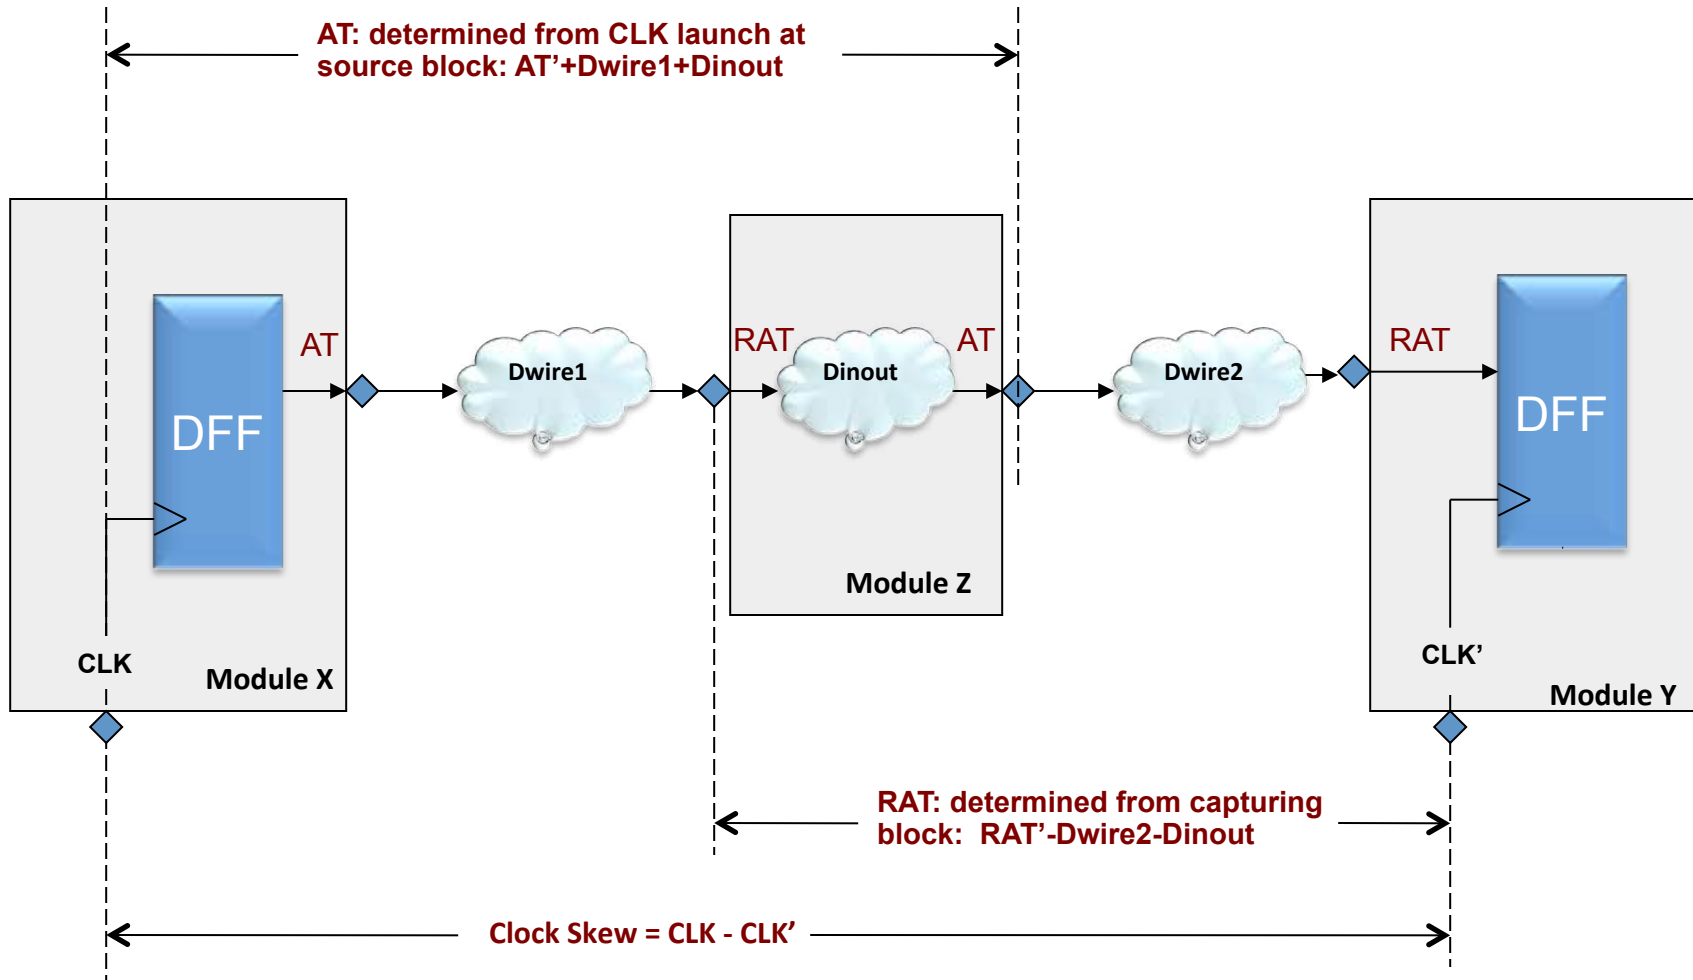 AT: determined from CLK launch at
source block: AT’+Dwire1+Dinout
AT
Dwire1
RAT
Dinout
AT
Dwire2
RAT
DFF
DFF
Module Z
CLK
Module X
CLK’
Module Y
RAT: determined from capturing
block: RAT’-Dwire2-Dinout
Clock Skew = CLK - CLK’